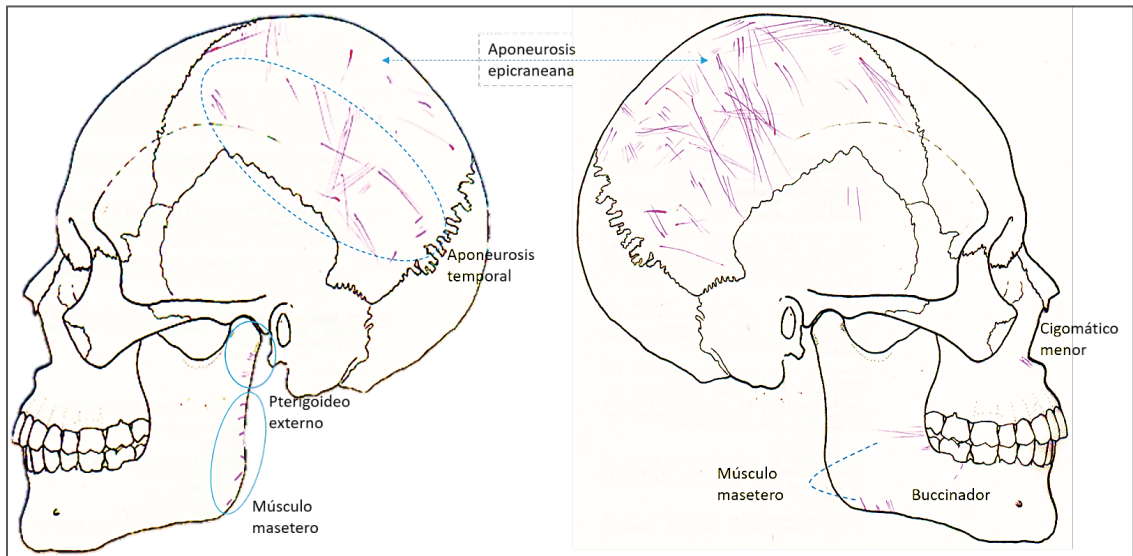 Aponeurosis
epicraneana
Aponeurosis
temporal
Pterigoideo
externo
Músculo
masetero
Cigomático
menor
Músculo
masetero
Buccinador